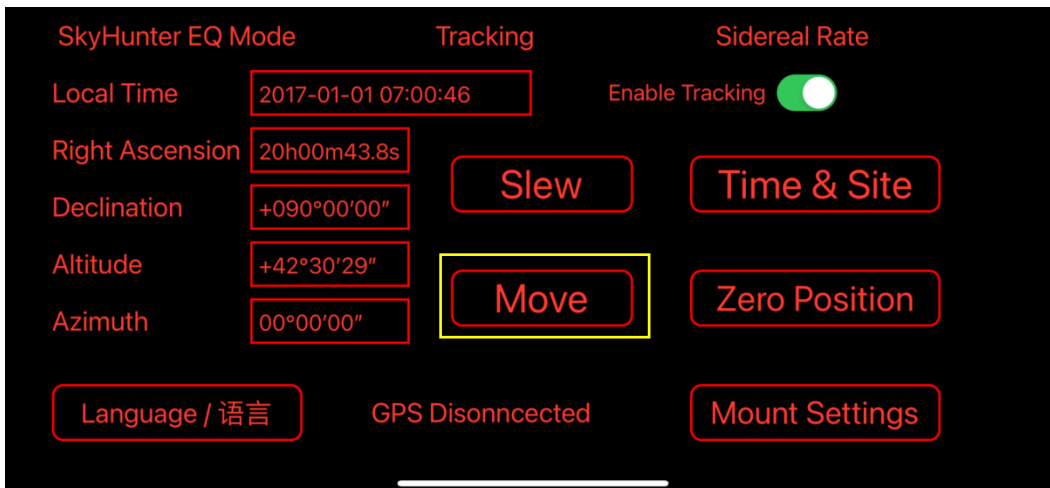 SkyHunter EQ Mode Tracking Sidereal Rate
Local Time 2017-01-01 07:00:46 Enable Tracking
Right Ascension 20h00m43.8s
Slew Time & Site
Declination +090°00′00″
Altitude +42°30′29″
Move Zero Position
Azimuth 00°00′00″
Language / 语言 GPS Disonncected Mount Settings